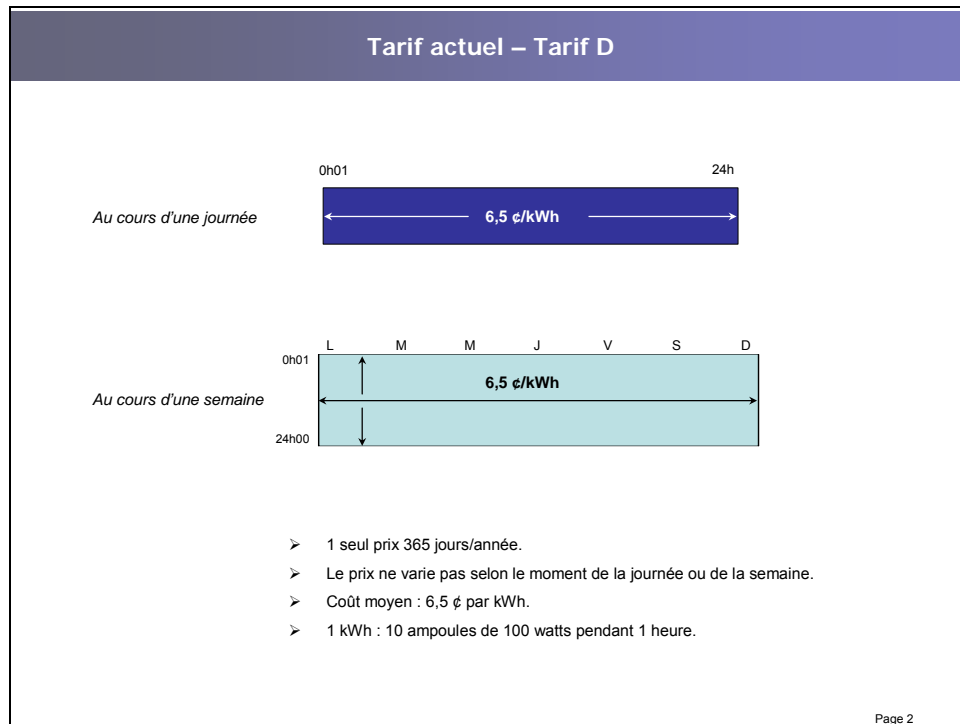 Tarif actuel – Tarif D
0h01 24h
Au cours d'une journée
6,5 ¢/kWh
L M M J V S D
0h01
6,5 ¢/kWh
Au cours d'une semaine
24h00
➢ 1 seul prix 365 jours/année.
➢ Le prix ne varie pas selon le moment de la journée ou de la semaine.
➢ Coût moyen : 6,5 ¢ par kWh.
➢ 1 kWh : 10 ampoules de 100 watts pendant 1 heure.
Page 2